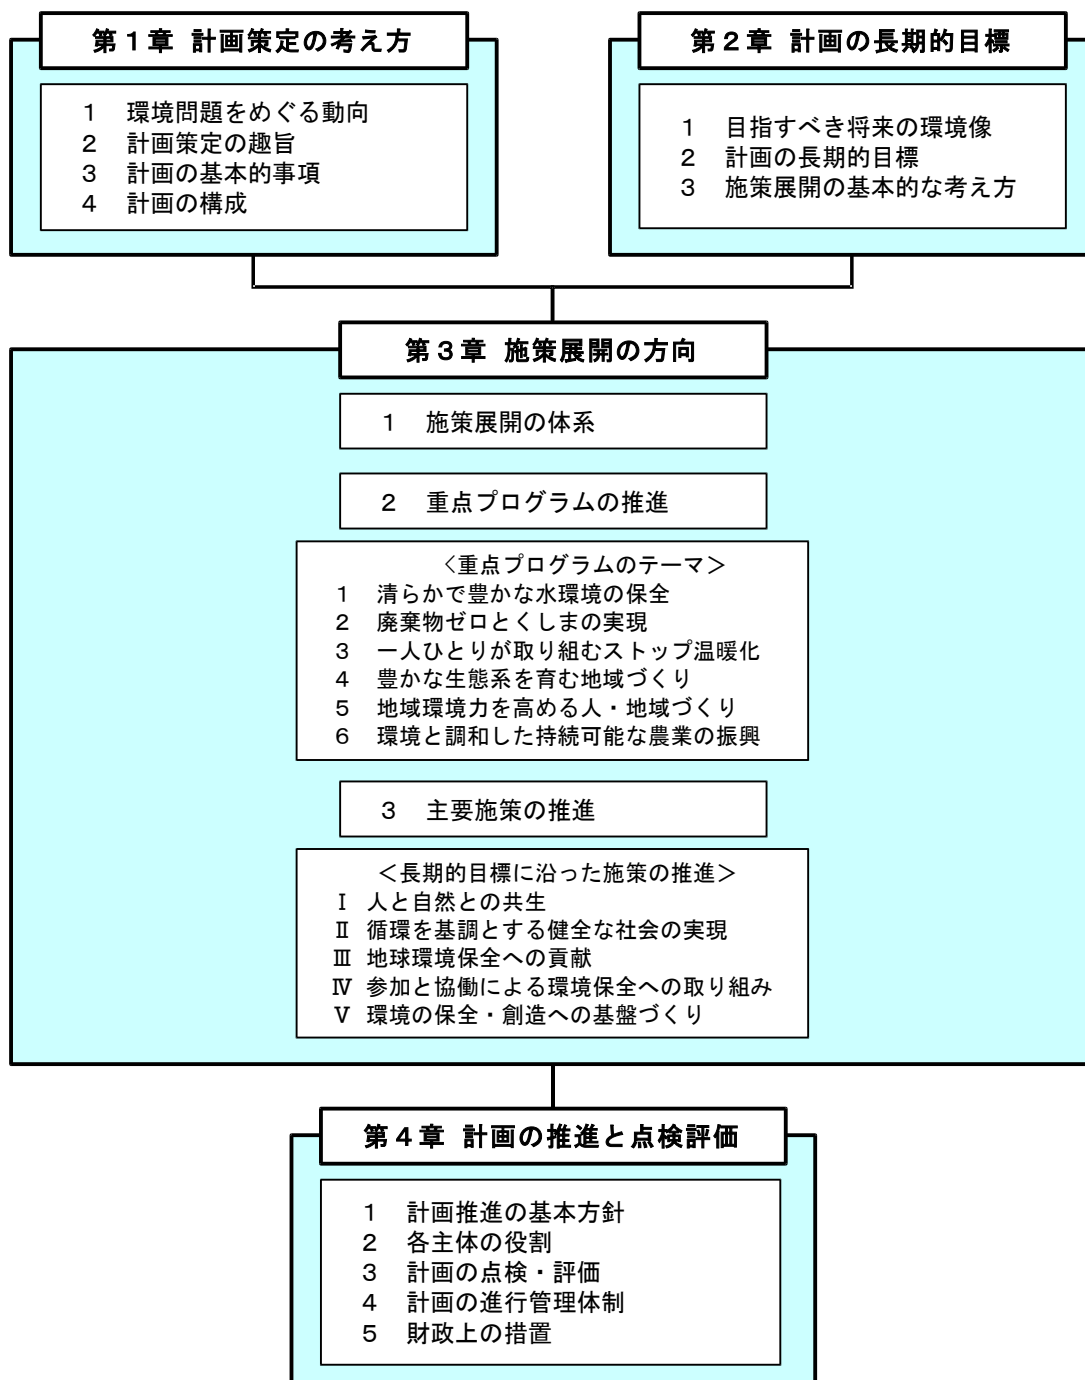 第１章 計画策定の考え方
１ 環境問題をめぐる動向
２ 計画策定の趣旨
３ 計画の基本的事項
４ 計画の構成
第２章 計画の長期的目標
１ 目指すべき将来の環境像
２ 計画の長期的目標
３ 施策展開の基本的な考え方
第３章 施策展開の方向
１ 施策展開の体系
２ 重点プログラムの推進
＜重点プログラムのテーマ＞
１ 清らかで豊かな水環境の保全
２ 廃棄物ゼロとくしまの実現
３ 一人ひとりが取り組むストップ温暖化
４ 豊かな生態系を育む地域づくり
５ 地域環境力を高める人・地域づくり
６ 環境と調和した持続可能な農業の振興
３ 主要施策の推進
＜長期的目標に沿った施策の推進＞
Ⅰ 人と自然との共生
Ⅱ 循環を基調とする健全な社会の実現
Ⅲ 地球環境保全への貢献
Ⅳ 参加と協働による環境保全への取り組み
Ⅴ 環境の保全・創造への基盤づくり
第４章 計画の推進と点検評価
１ 計画推進の基本方針
２ 各主体の役割
３ 計画の点検・評価
４ 計画の進行管理体制
５ 財政上の措置